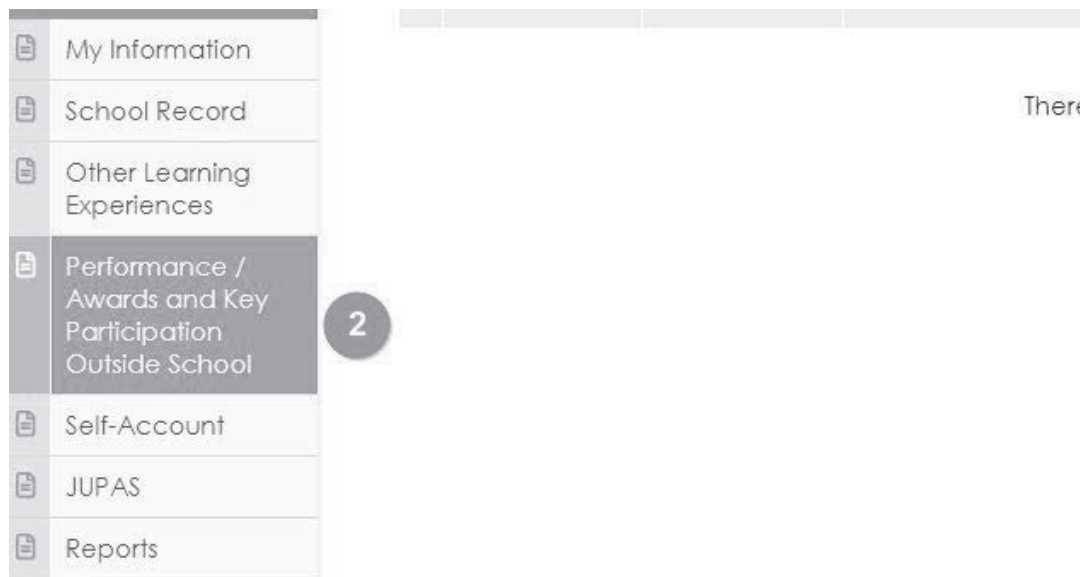 My Information
School Record
There
Other Learning
Experiences
Performance /
Awards and Key
Participation
Outside School
2
Self-Account
JUPAS
Reports